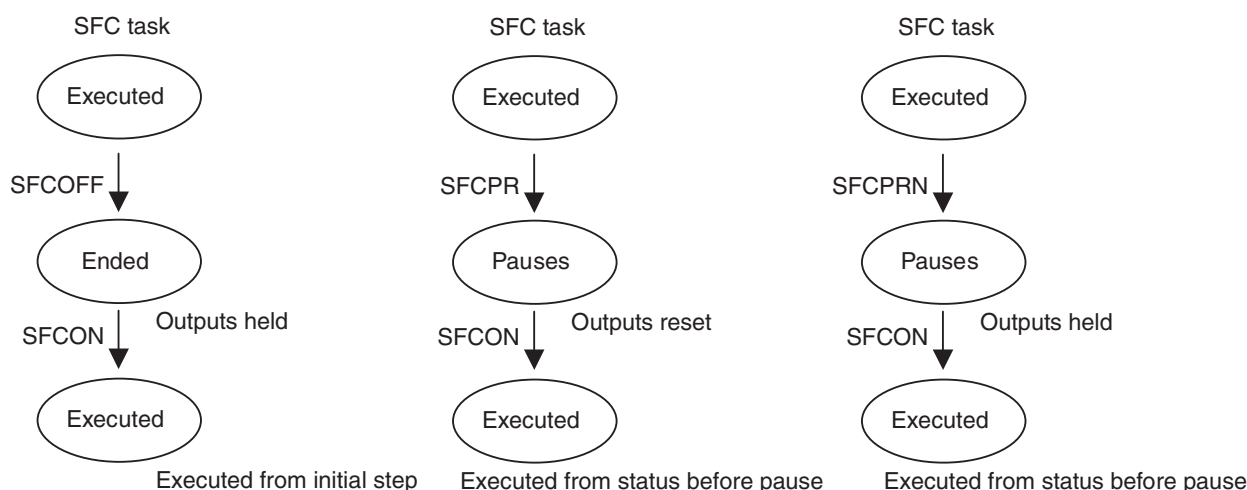 SFC task
Executed
SFCOFF
Ended
Outputs held
SFCON
Executed
Executed from initial step
SFC task
Executed
SFCPR
Pauses
Outputs reset
SFCON
Executed
Executed from status before pause
SFC task
Executed
SFCPRN
Pauses
Outputs held
SFCON
Executed
Executed from status before pause